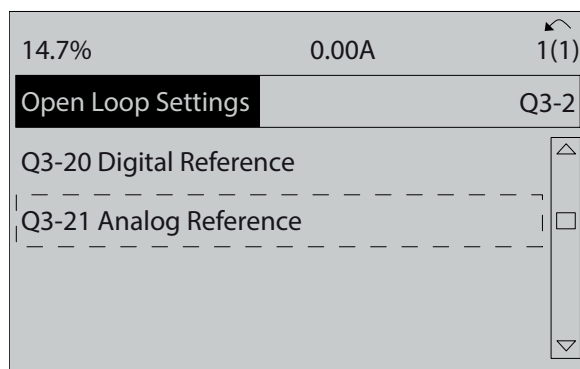 14.7% 0.00A 1(1)
Open Loop Settings Q3-2
Q3-20 Digital Reference
Q3-21 Analog Reference